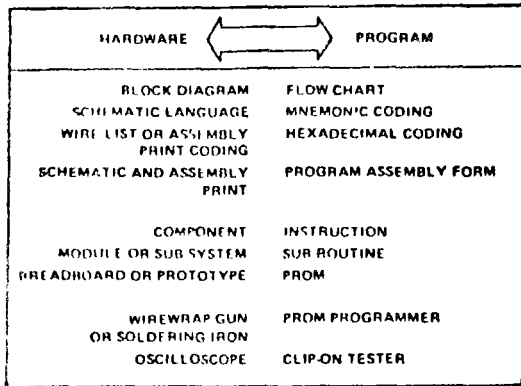 HARDWARE PROGRAM
BLOCK DIAGRAM FLOW CHART
SCHEMATIC LANGUAGE MNEMONIC CODING
WIRE LIST OR ASSEMBLY HEXADECIMAL CODING
PRINT CODING
SCHEMATIC AND ASSEMBLY PROGRAM ASSEMBLY FORM
PRINT
COMPONENT INSTRUCTION
MODULE OR SUB SYSTEM SUB ROUTINE
BREADBOARD OR PROTOTYPE PROM
WIREWRAP GUN PROM PROGRAMMER
OR SOLDERING IRON
OSCILLOSCOPE CLIP-ON TESTER